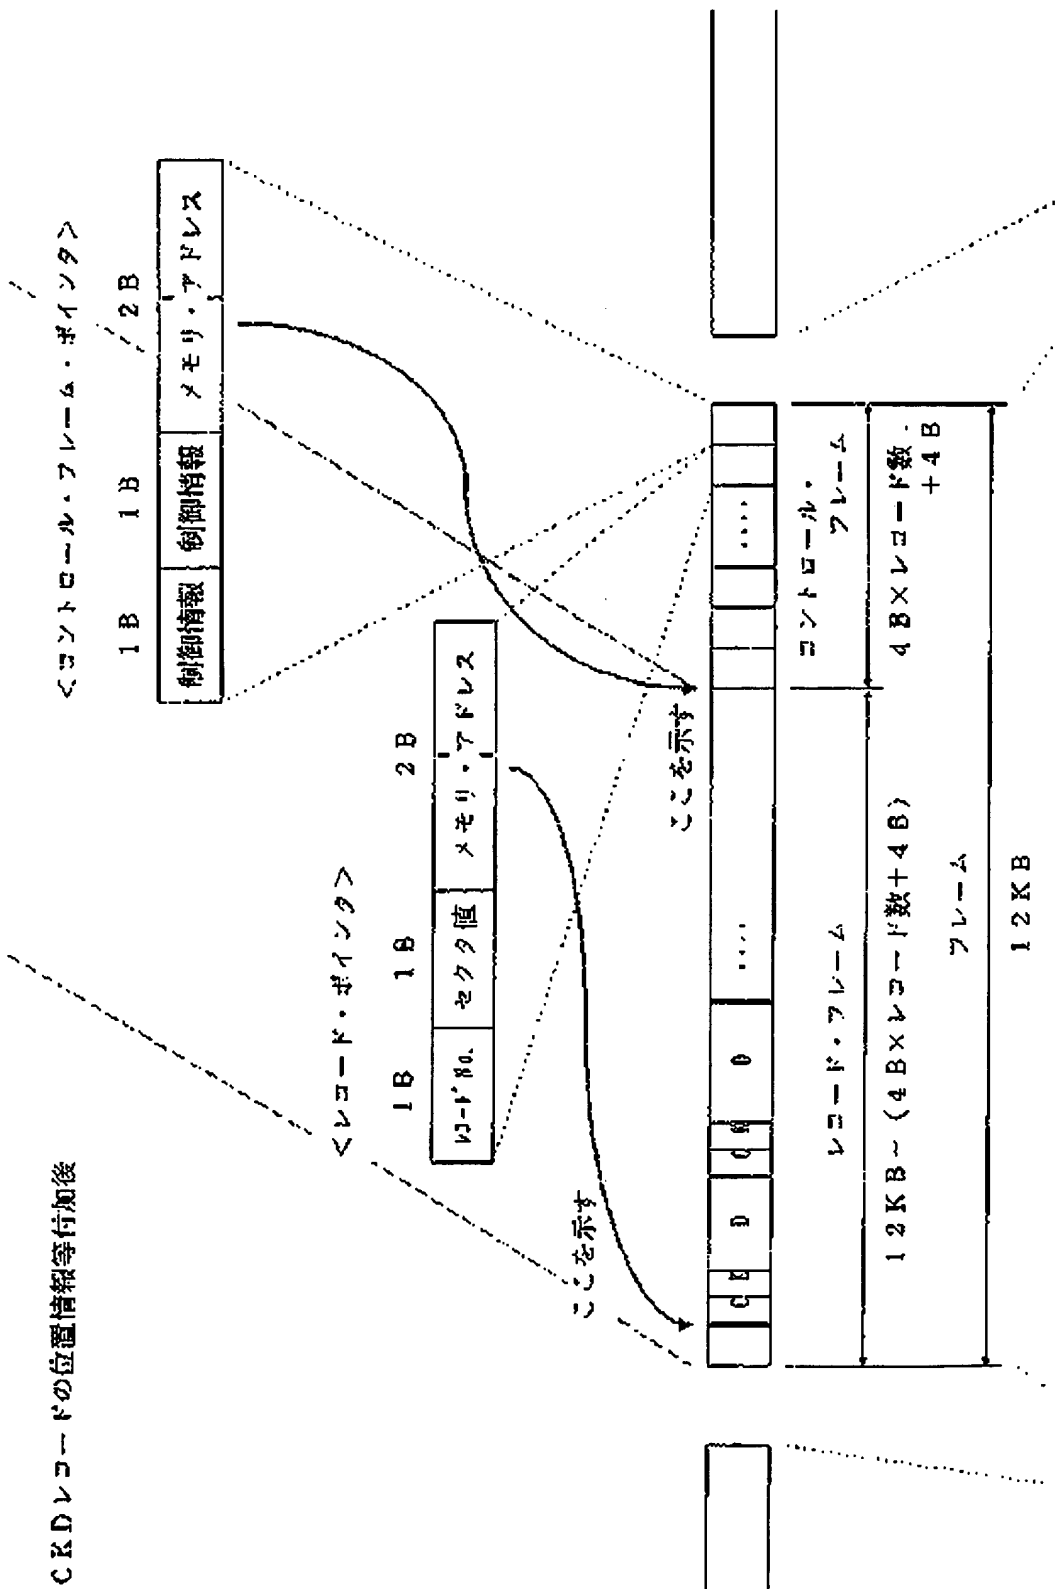 CKDレコードの位置情報等付加後
<コントロール・フレーム・ポインタ>
1B 1B 2B
制御情報 制御情報 メモリ・アドレス
<レコード・ポインタ>
1B 1B 2B
レコードNo. セクタ値 メモリ・アドレス
ここを示す
ここを示す
C K D C K D ‥‥ ‥‥
レコード・フレーム
コントロール・
フレーム
12KB-(4B×レコード数+4B)
4B×レコード数
+4B
フレーム
12KB